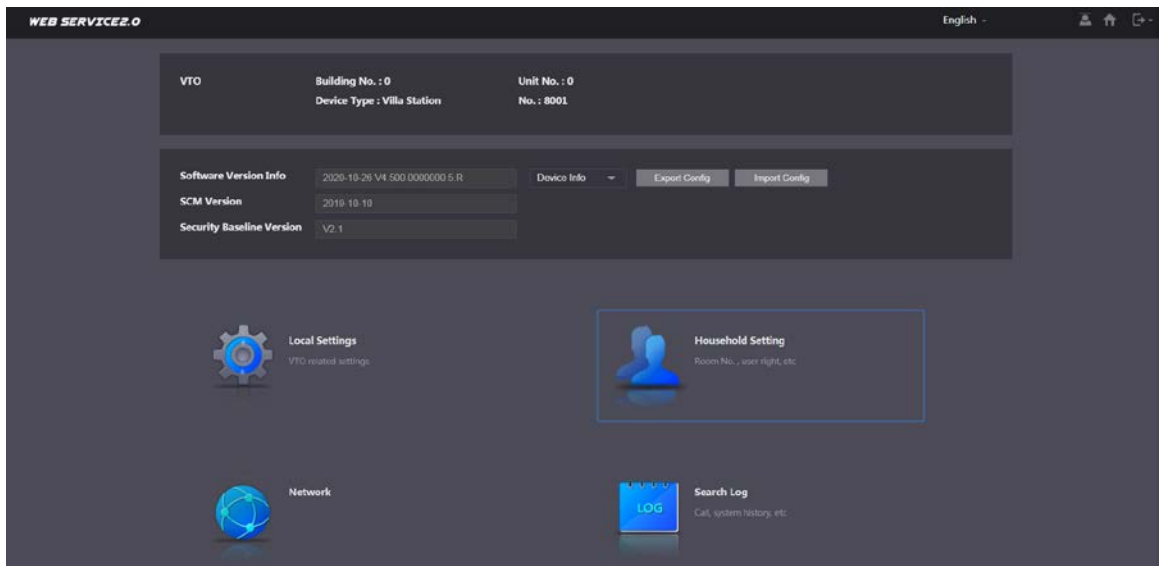 WEB SERVICE2.0
English
VTO
Building No. : 0
Unit No. : 0
Device Type : Villa Station
No. : 8001
Software Version Info
2020-10-26 V4.500.0000000.5.R
Device Info
Export Config
Import Config
SCM Version
2019-10-10
Security Baseline Version
V2.1
Local Settings
VTO related settings
Household Setting
Room No. , user right, etc
Network
LOG
Search Log
Call, system history, etc